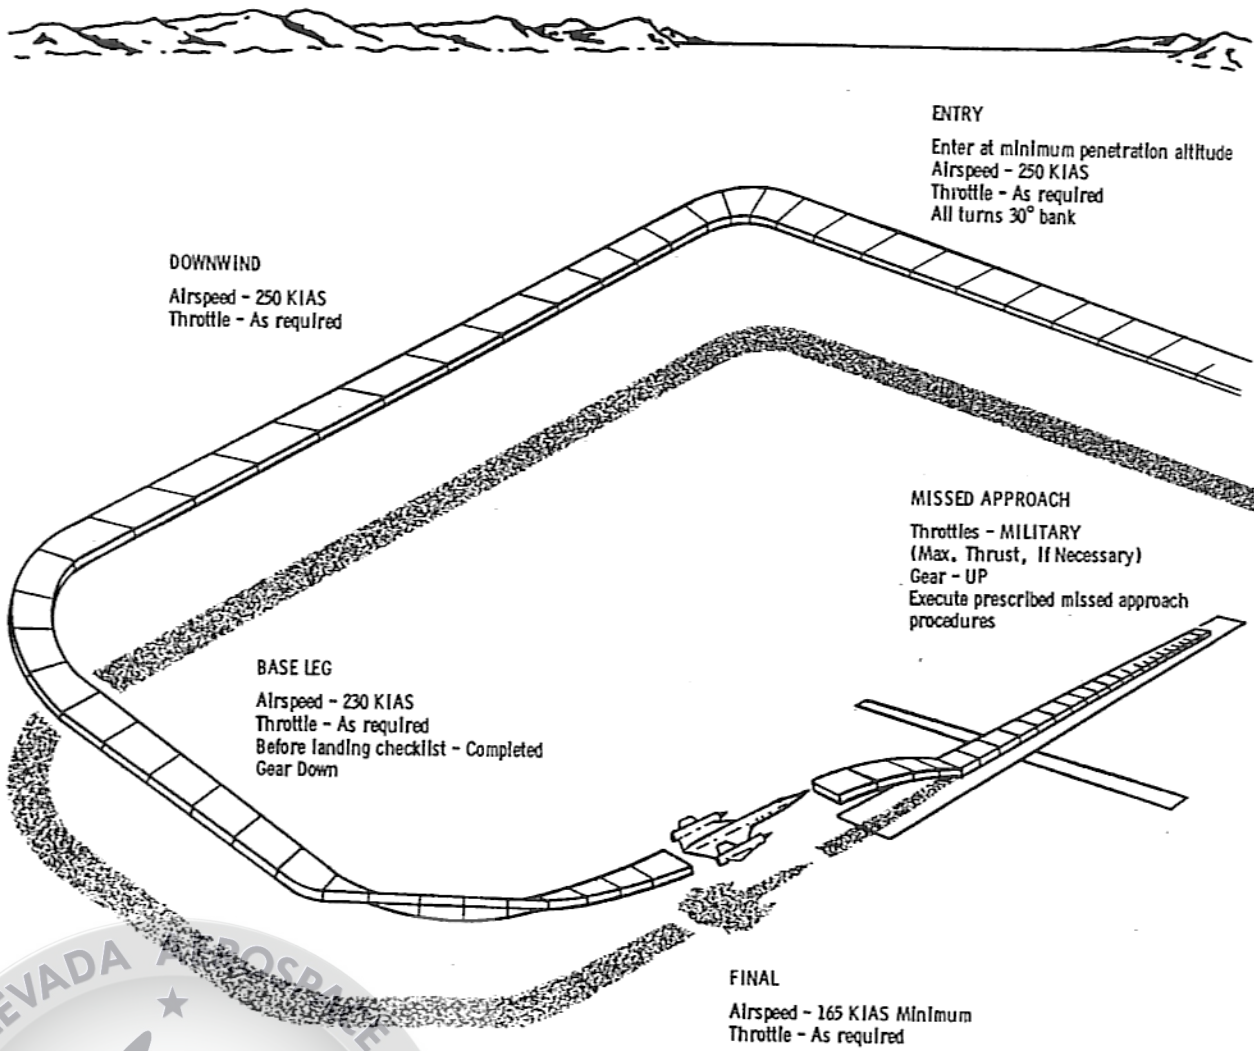 ENTRY
Enter at minimum penetration altitude
Airspeed - 250 KIAS
Throttle - As required
All turns 30° bank
DOWNWIND
Airspeed - 250 KIAS
Throttle - As required
MISSED APPROACH
Throttles - MILITARY
(Max. Thrust, If Necessary)
Gear - UP
Execute prescribed missed approach
procedures
BASE LEG
Airspeed - 230 KIAS
Throttle - As required
Before landing checklist - Completed
Gear Down
FINAL
Airspeed - 165 KIAS Minimum
Throttle - As required